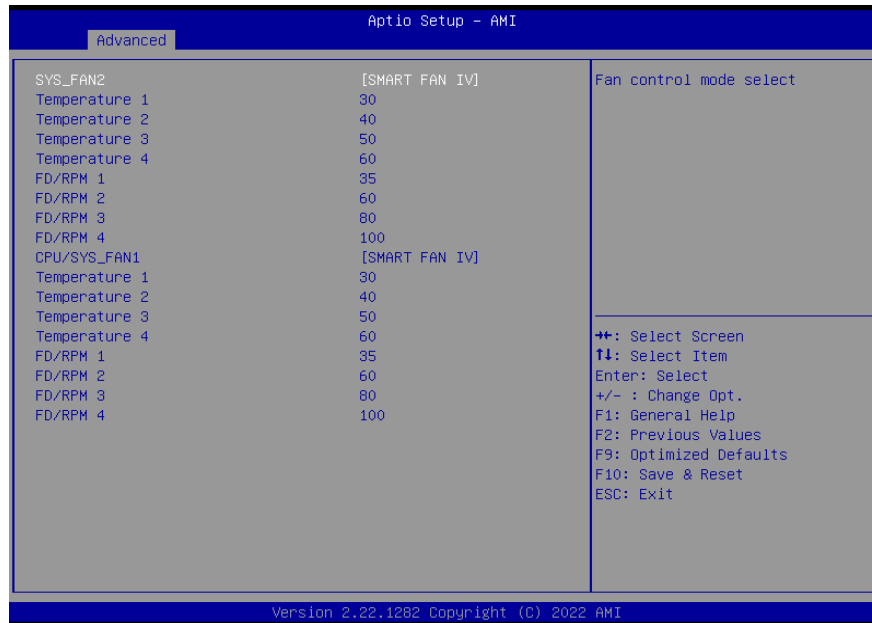 Aptio Setup - AMI
Advanced
SYS_FAN2 [SMART FAN IV]
Temperature 1 30
Temperature 2 40
Temperature 3 50
Temperature 4 60
FD/RPM 1 35
FD/RPM 2 60
FD/RPM 3 80
FD/RPM 4 100
CPU/SYS_FAN1 [SMART FAN IV]
Temperature 1 30
Temperature 2 40
Temperature 3 50
Temperature 4 60
FD/RPM 1 35
FD/RPM 2 60
FD/RPM 3 80
FD/RPM 4 100
Fan control mode select
→←: Select Screen
↑↓: Select Item
Enter: Select
+/- : Change Opt.
F1: General Help
F2: Previous Values
F9: Optimized Defaults
F10: Save & Reset
ESC: Exit
Version 2.22.1282 Copyright (C) 2022 AMI